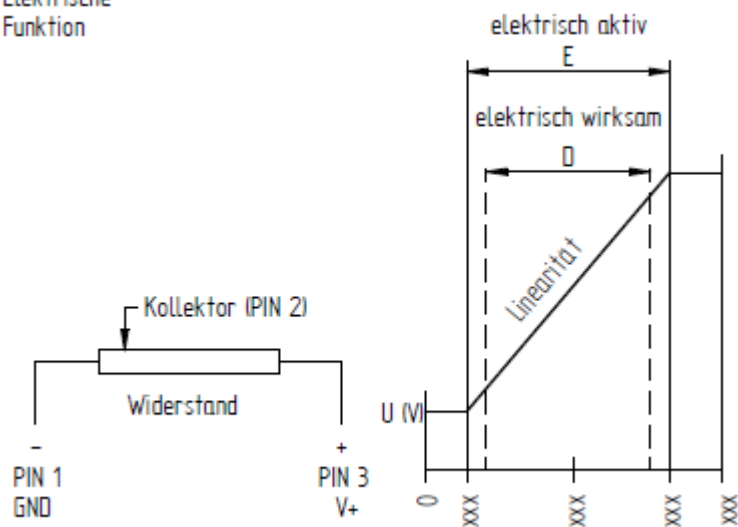 Elektrische
Funktion
elektrisch aktiv
E
elektrisch wirksam
D
Linearität
Kollektor (PIN 2)
Widerstand
U (V)
-
+
PIN 1
PIN 3
GND
V+
0
xxx
xxx
xxx
xxx